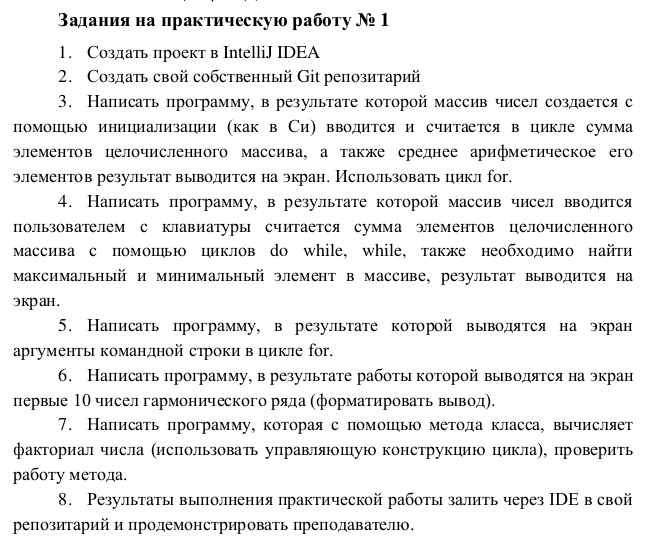 Задания на практическую работу № 1
1. Создать проект в IntelliJ IDEA
2. Создать свой собственный Git репозитарий
3. Написать программу, в результате которой массив чисел создается с
помощью инициализации (как в Си) вводится и считается в цикле сумма
элементов целочисленного массива, а также среднее арифметическое его
элементов результат выводится на экран. Использовать цикл for.
4. Написать программу, в результате которой массив чисел вводится
пользователем с клавиатуры считается сумма элементов целочисленного
массива с помощью циклов do while, while, также необходимо найти
максимальный и минимальный элемент в массиве, результат выводится на
экран.
5. Написать программу, в результате которой выводятся на экран
аргументы командной строки в цикле for.
6. Написать программу, в результате работы которой выводятся на экран
первые 10 чисел гармонического ряда (форматировать вывод).
7. Написать программу, которая с помощью метода класса, вычисляет
факториал числа (использовать управляющую конструкцию цикла), проверить
работу метода.
8. Результаты выполнения практической работы залить через IDE в свой
репозитарий и продемонстрировать преподавателю.